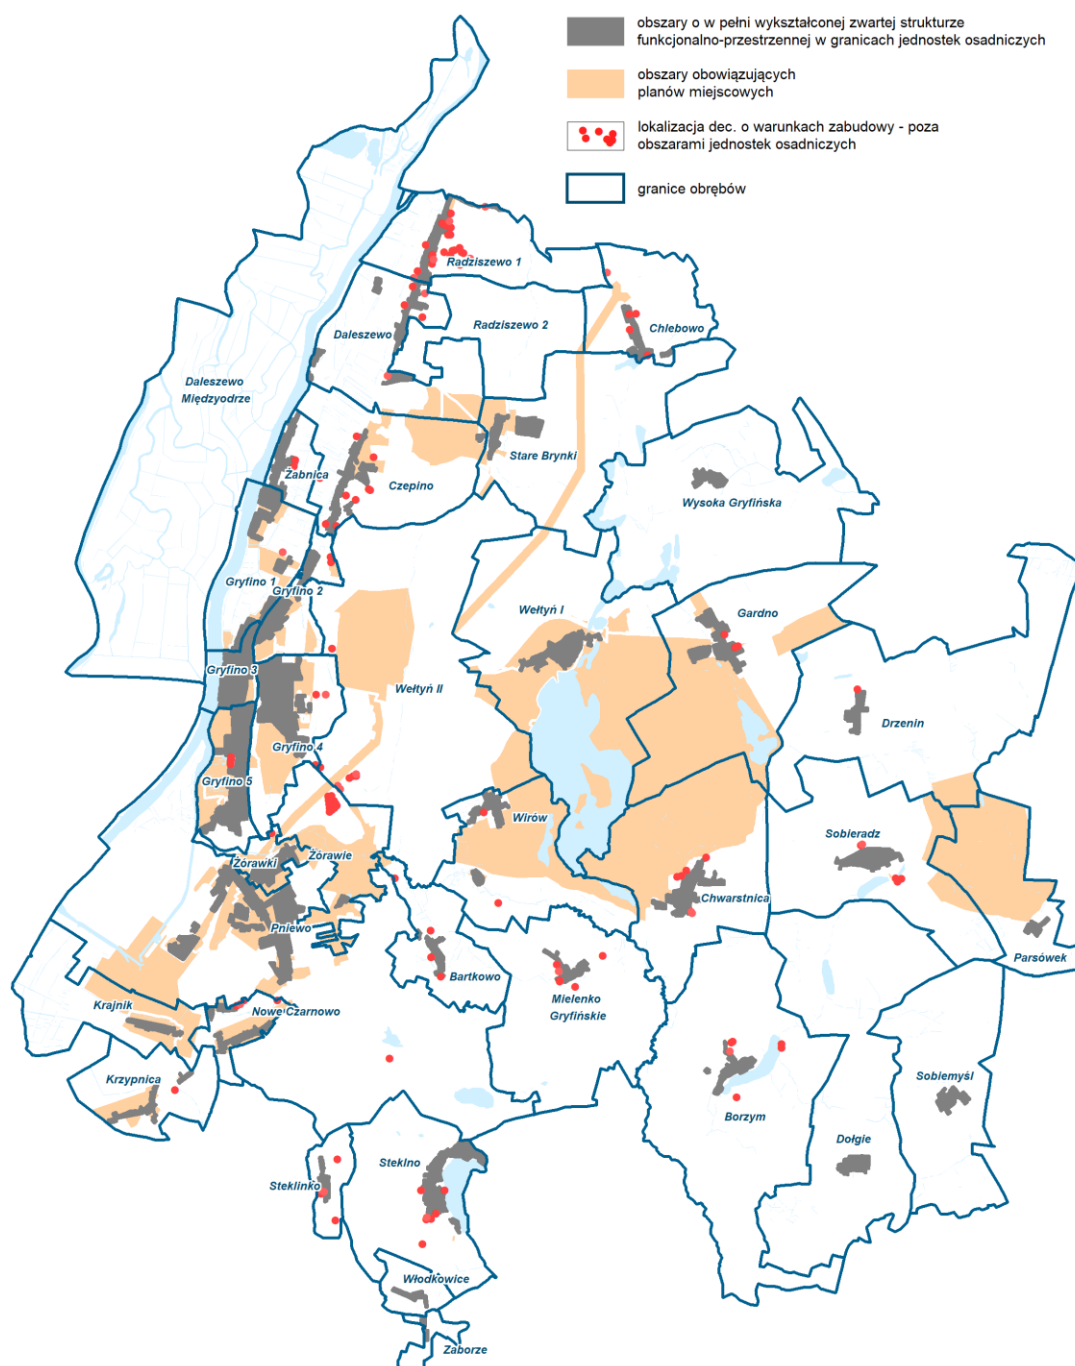 obszary o w pełni wykształconej zwartej strukturze
funkcjonalno-przestrzennej w granicach jednostek osadniczych
obszary obowiązujących
planów miejscowych
lokalizacja dec. o warunkach zabudowy - poza
obszarami jednostek osadniczych
granice obrębów
Radziszewo 1
Radziszewo 2
Chlebowo
Daleszewo
Daleszewo
Międzyodrze
Stare Brynki
Żabnica
Czepino
Wysoka Gryfińska
Gryfino 1
Gryfino 2
Wełtyń I
Gardno
Gryfino 3
Wełtyń II
Drzenin
Gryfino 4
Gryfino 5
Wirów
Sobieradz
Żórawki
Żórawie
Chwarstnica
Pniewo
Parsówek
Bartkowo
Mielenko
Gryfińskie
Krajnik
Nowe Czarnowo
Krzypnica
Sobiemyśl
Borzym
Dołgie
Steklno
Steklinko
Włodkowice
Zaborze